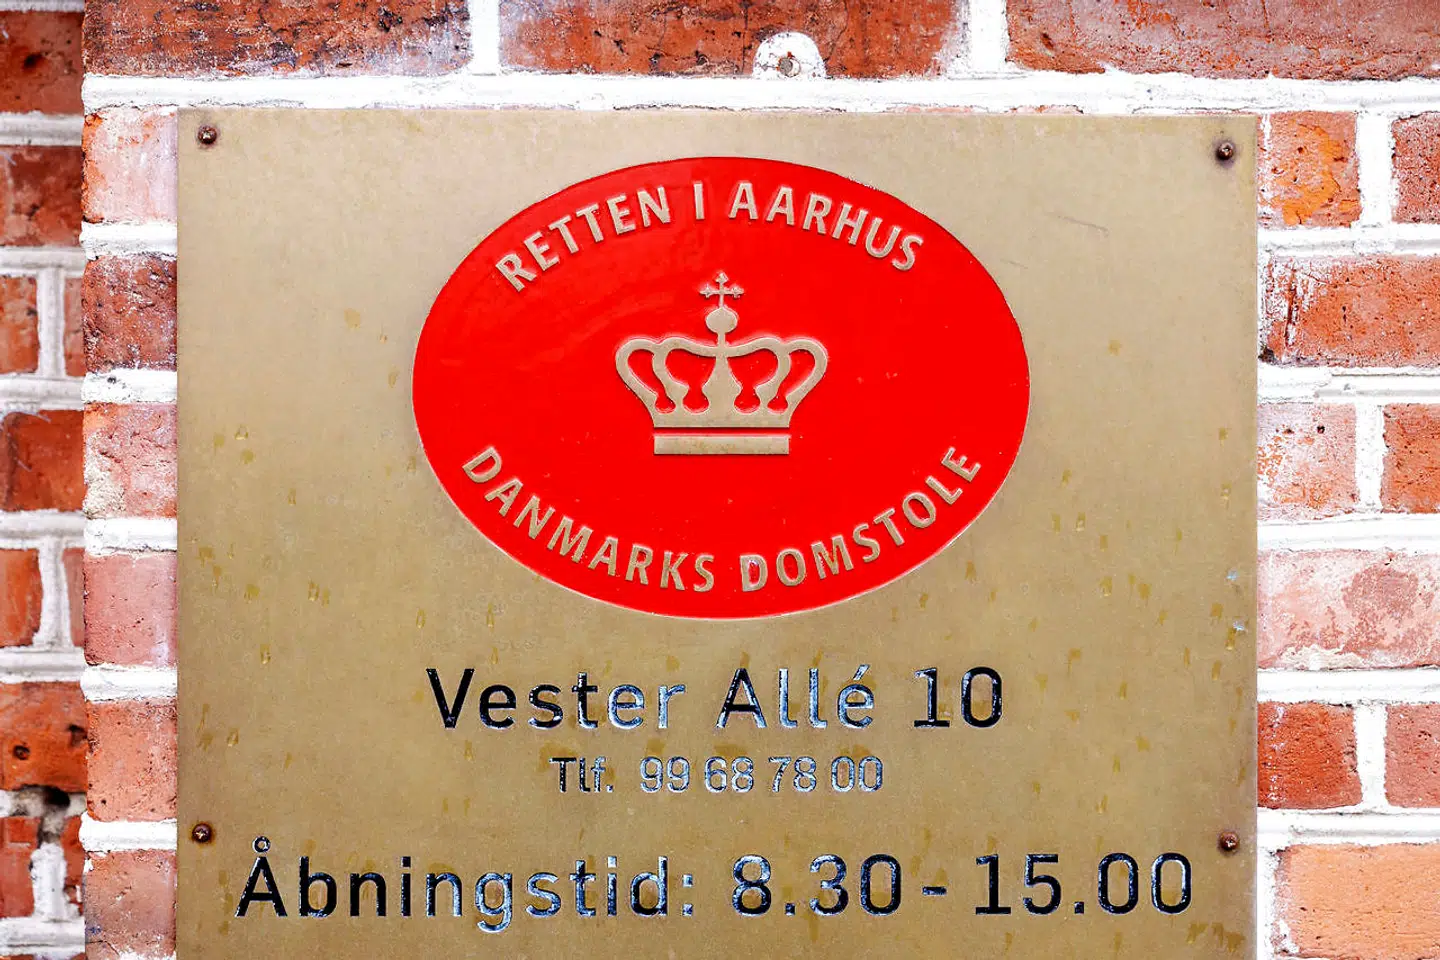 RETTEN I AARHUS
DANMARKS DOMSTOLE
Vester Allé 10
Tlf. 99 68 78 00
Åbningstid: 8.30 - 15.00